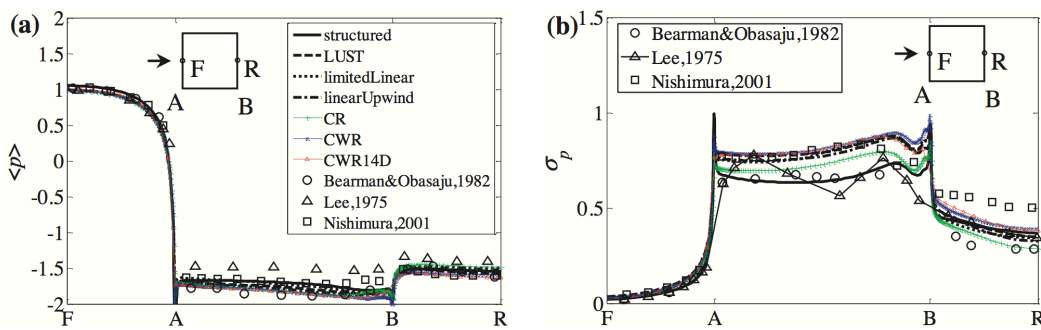 (a)
2
1.5
1
0.5
0
-0.5
-1
-1.5
-2
<p>
F
R
A
B
structured
LUST
limitedLinear
linearUpwind
CR
CWR
CWR14D
Bearman&Obasaju,1982
Lee,1975
Nishimura,2001
F
A
B
R
(b)
1.5
1
0.5
0
σp
Bearman&Obasaju,1982
Lee,1975
Nishimura,2001
F
R
A
B
F
A
B
R